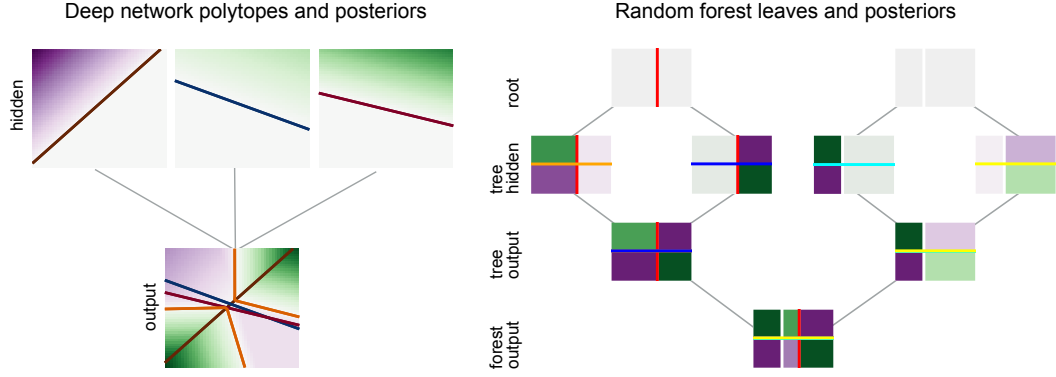 Deep network polytopes and posteriors
hidden
output
Random forest leaves and posteriors
root
tree
hidden
tree
output
forest
output